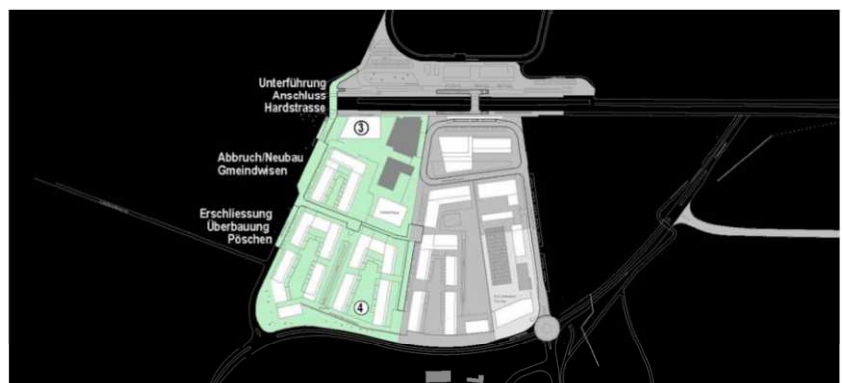 Unterführung
Anschluss
Hardstrasse
3
Abbruch/Neubau
Gmeindwisen
Erschliessung
Überbauung
Pöschen
4